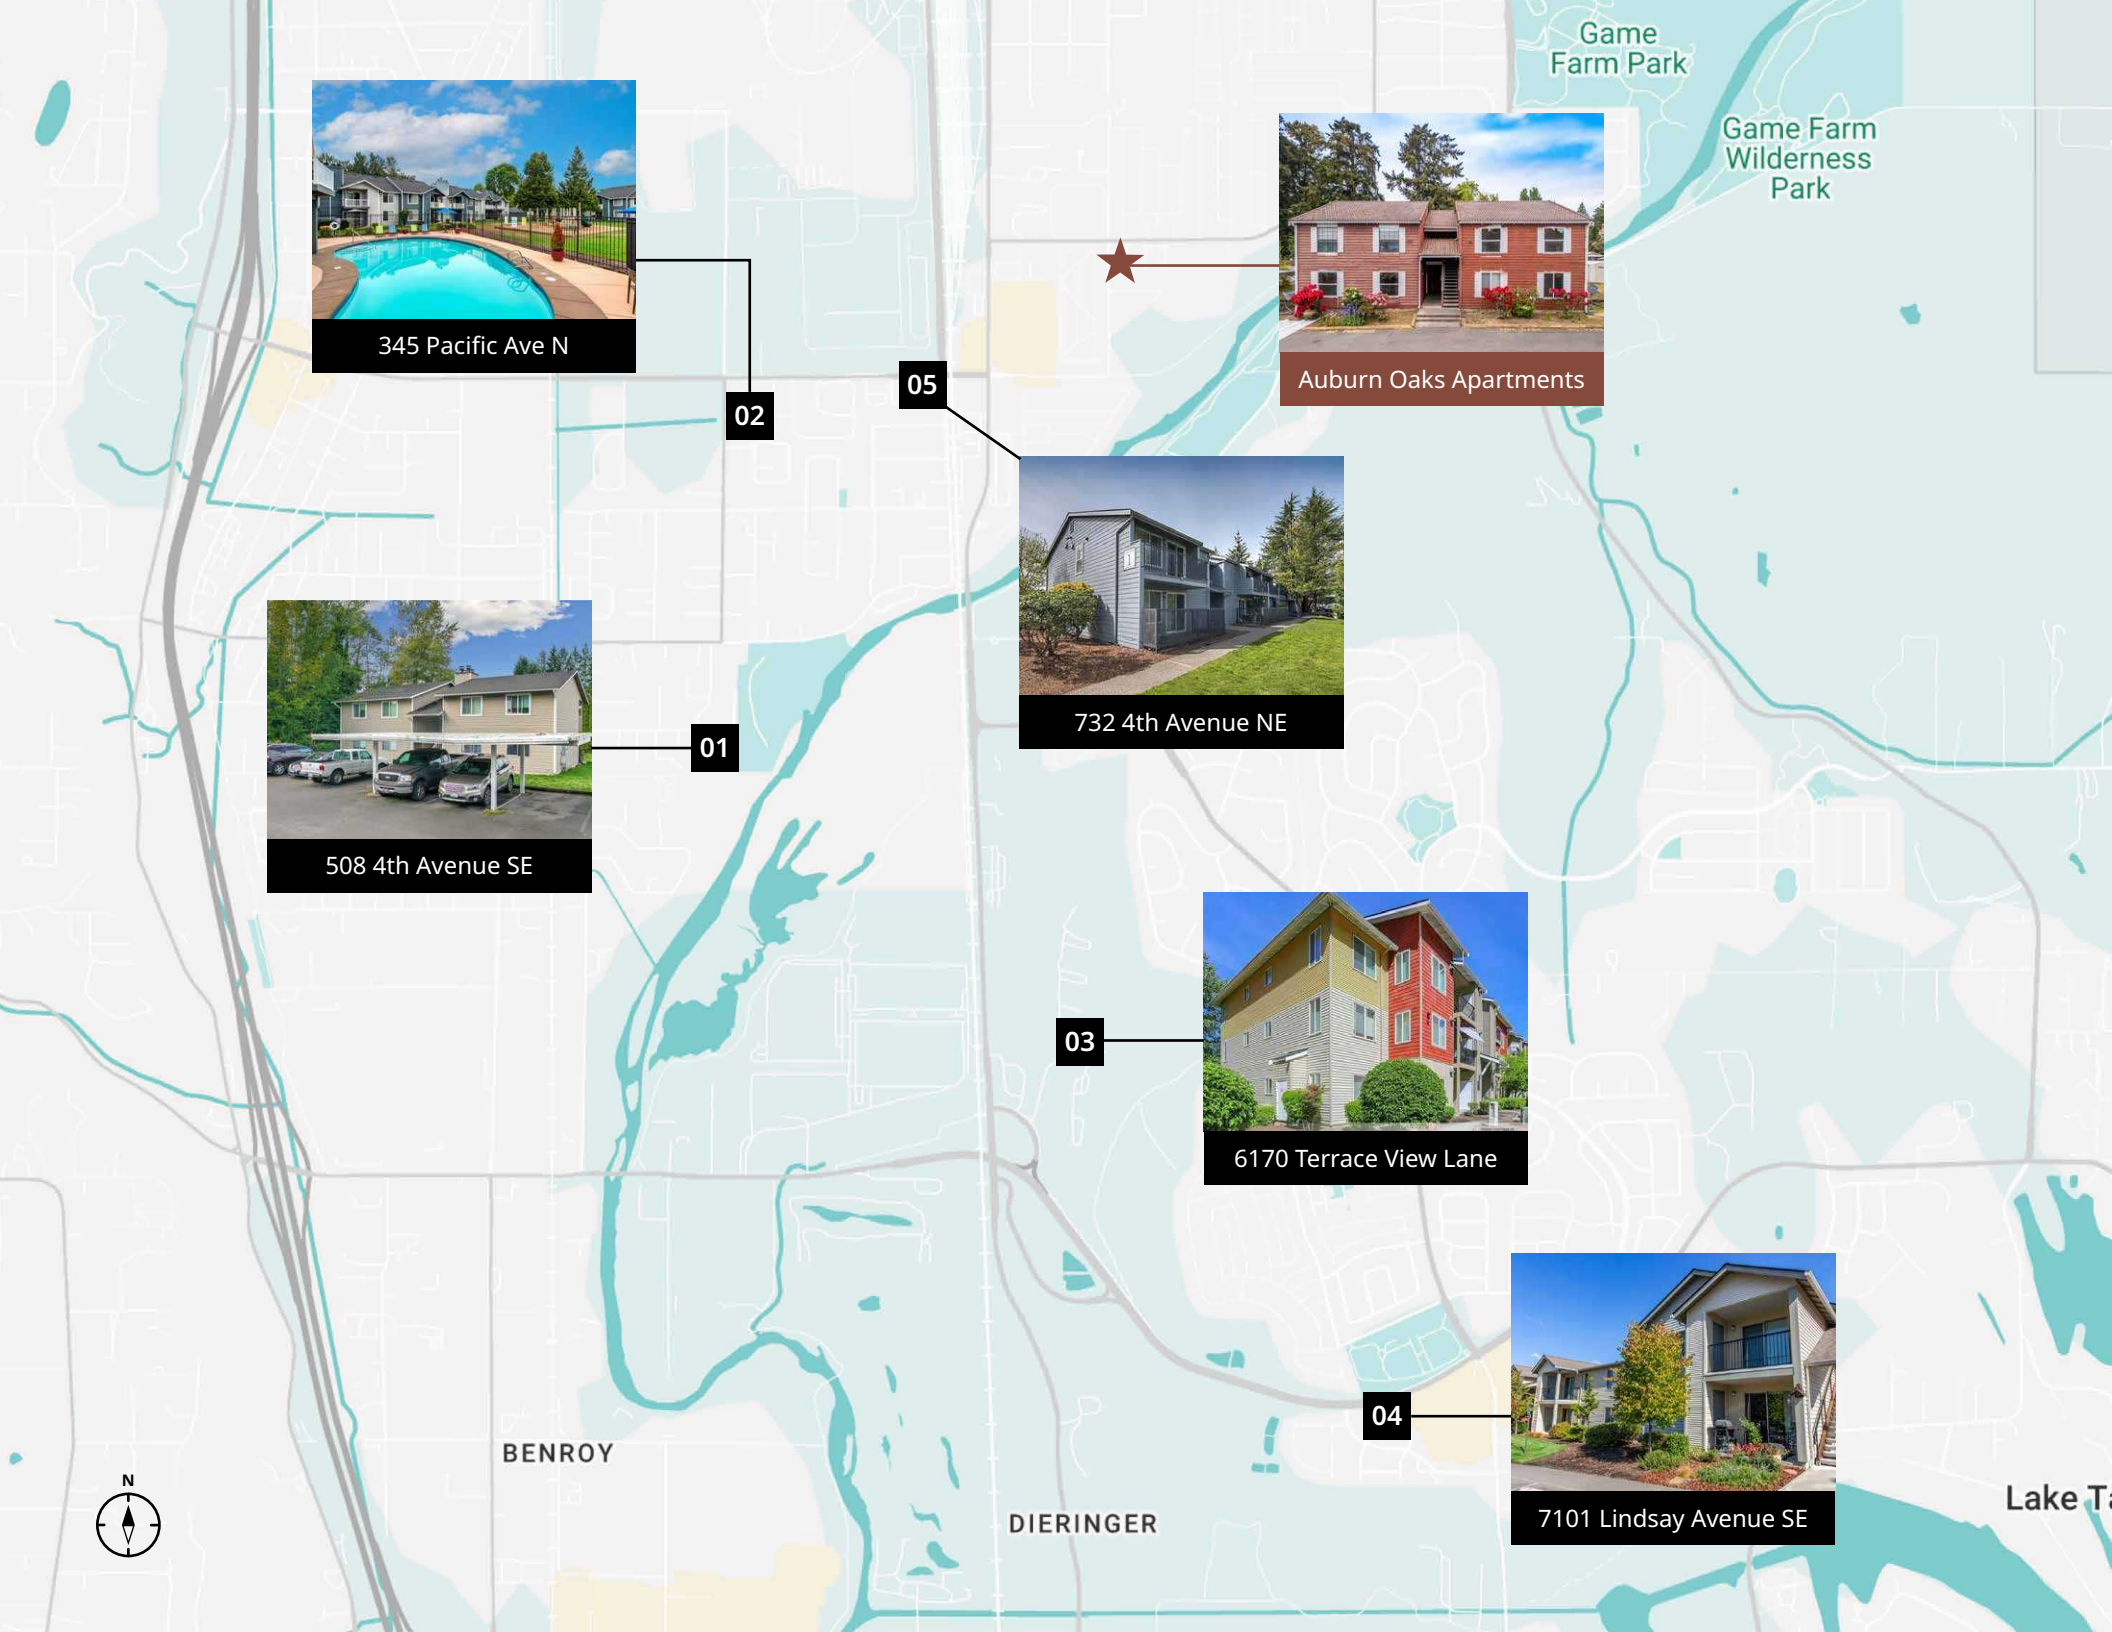 Game
Farm Park
Game Farm
Wilderness
Park
345 Pacific Ave N
Auburn Oaks Apartments
05
02
732 4th Avenue NE
01
508 4th Avenue SE
03
6170 Terrace View Lane
04
BENROY
N
DIERINGER
Lake
7101 Lindsay Avenue SE